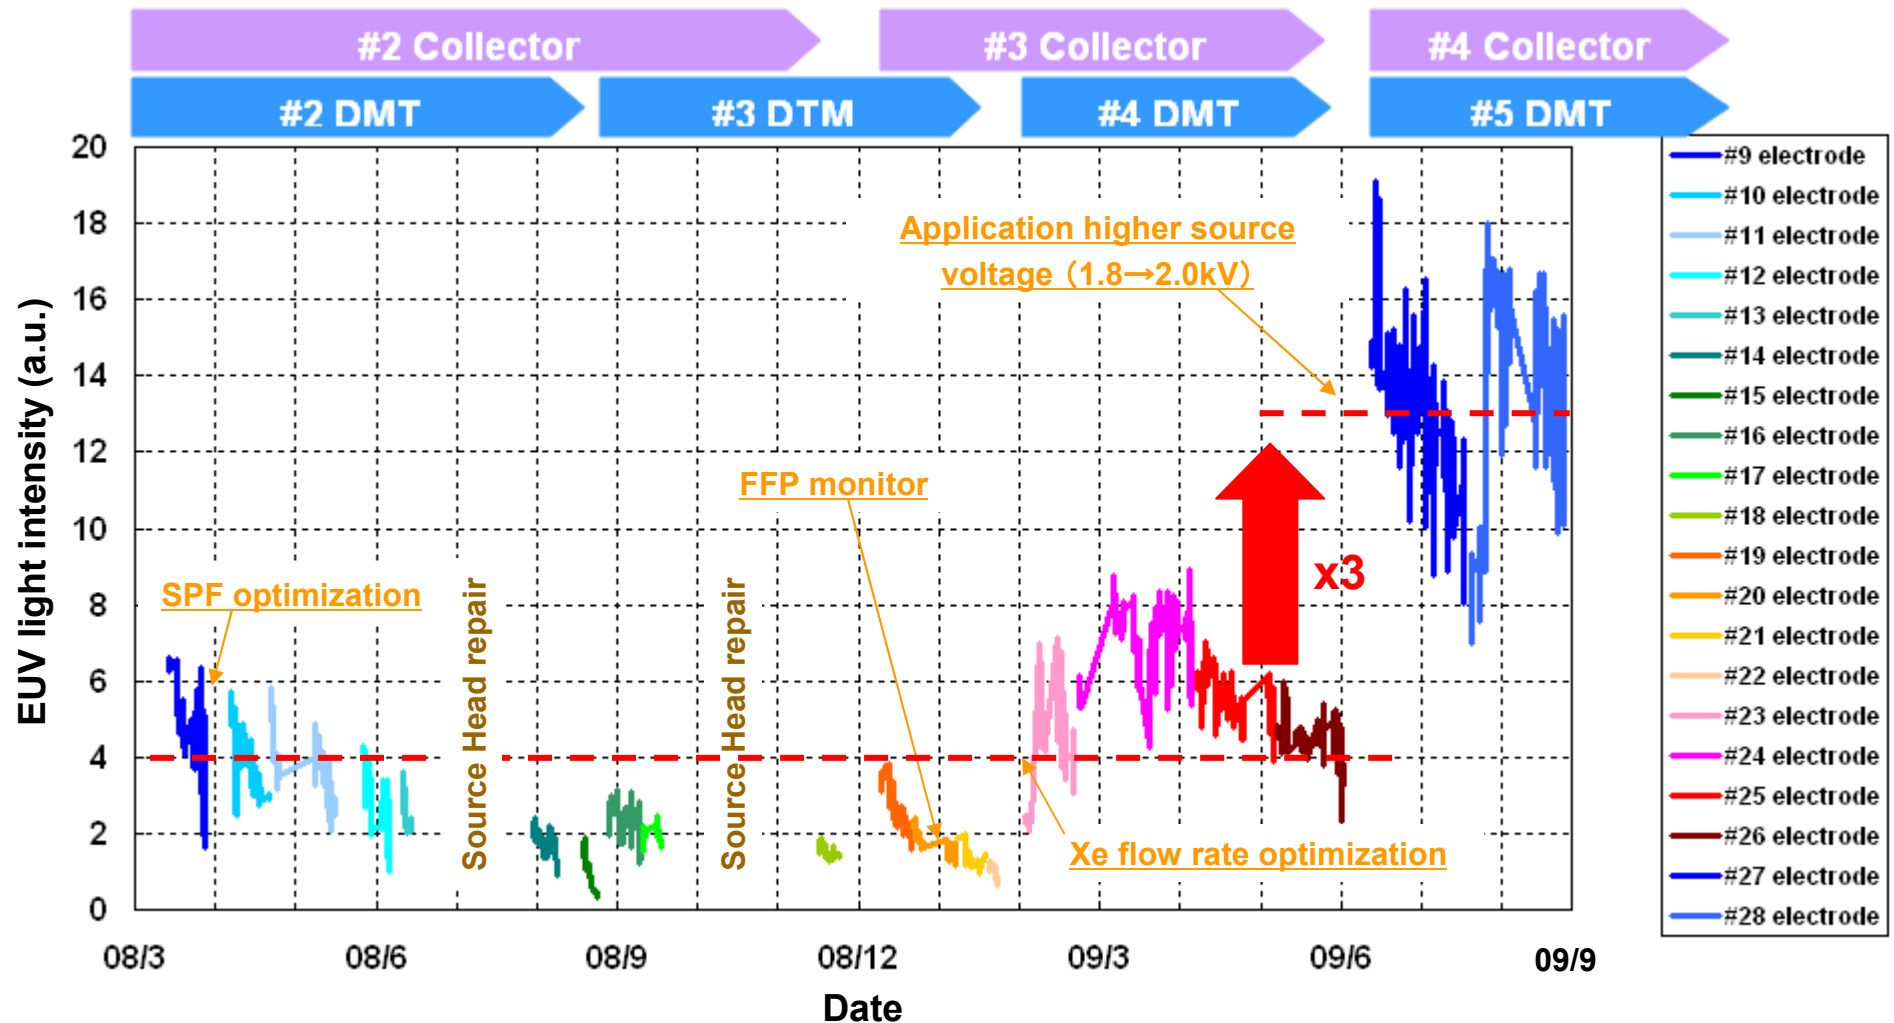 #2 Collector
#3 Collector
#4 Collector
#2 DMT
#3 DTM
#4 DMT
#5 DMT
EUV light intensity (a.u.)
20
18
16
14
12
10
8
6
4
2
0
SPF optimization
Source Head repair
Source Head repair
FFP monitor
Application higher source
voltage（1.8→2.0kV）
x3
Xe flow rate optimization
08/3
08/6
08/9
08/12
09/3
09/6
09/9
Date
#9 electrode
#10 electrode
#11 electrode
#12 electrode
#13 electrode
#14 electrode
#15 electrode
#16 electrode
#17 electrode
#18 electrode
#19 electrode
#20 electrode
#21 electrode
#22 electrode
#23 electrode
#24 electrode
#25 electrode
#26 electrode
#27 electrode
#28 electrode